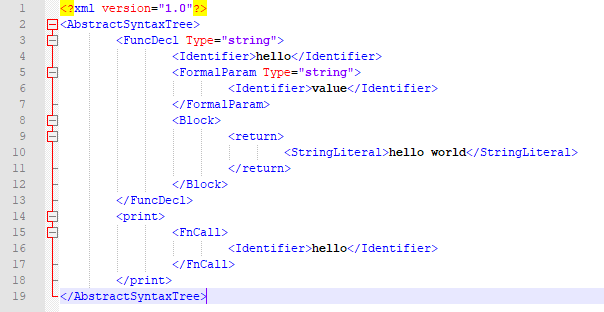 1 <?xml version="1.0"?>
2 <AbstractSyntaxTree>
3 <FuncDecl Type="string">
4 <Identifier>hello</Identifier>
5 <FormalParam Type="string">
6 <Identifier>value</Identifier>
7 </FormalParam>
8 <Block>
9 <return>
10 <StringLiteral>hello world</StringLiteral>
11 </return>
12 </Block>
13 </FuncDecl>
14 <print>
15 <FnCall>
16 <Identifier>hello</Identifier>
17 </FnCall>
18 </print>
19 </AbstractSyntaxTree>